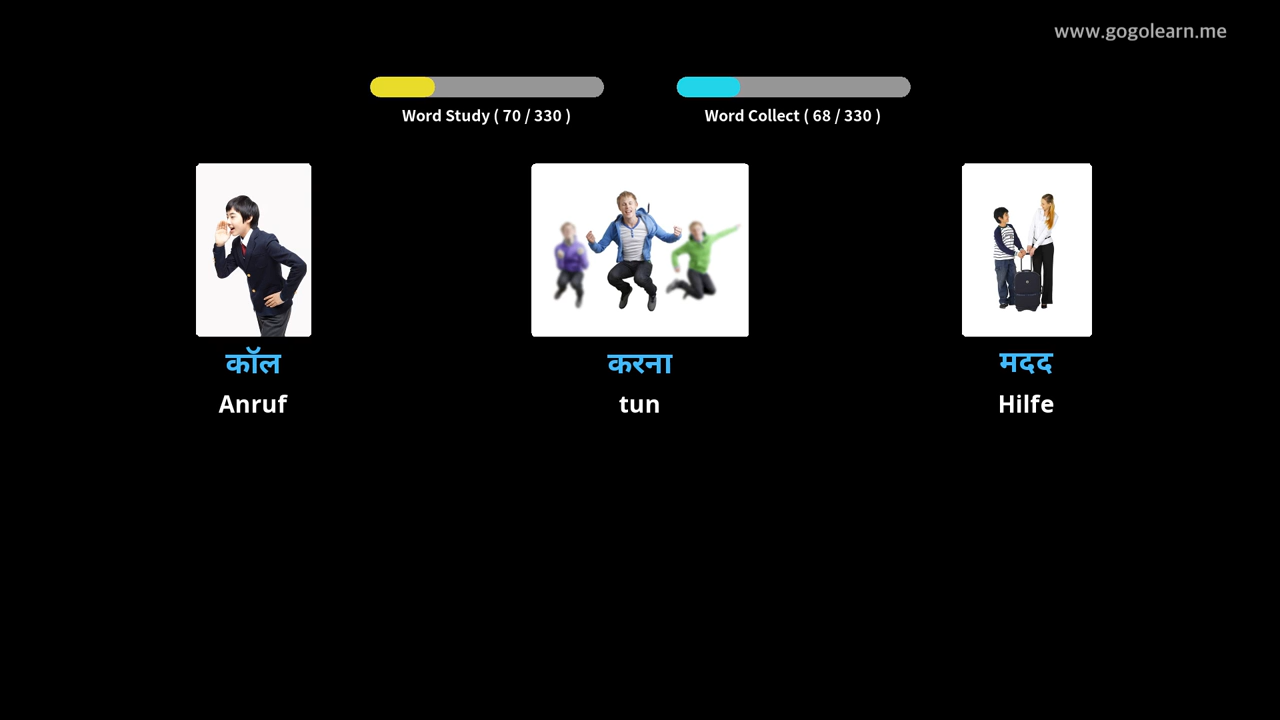 www.gogolearn.me
Word Study ( 70 / 330 )
Word Collect ( 68 / 330 )
कॉल
करना
मदद
Anruf
tun
Hilfe